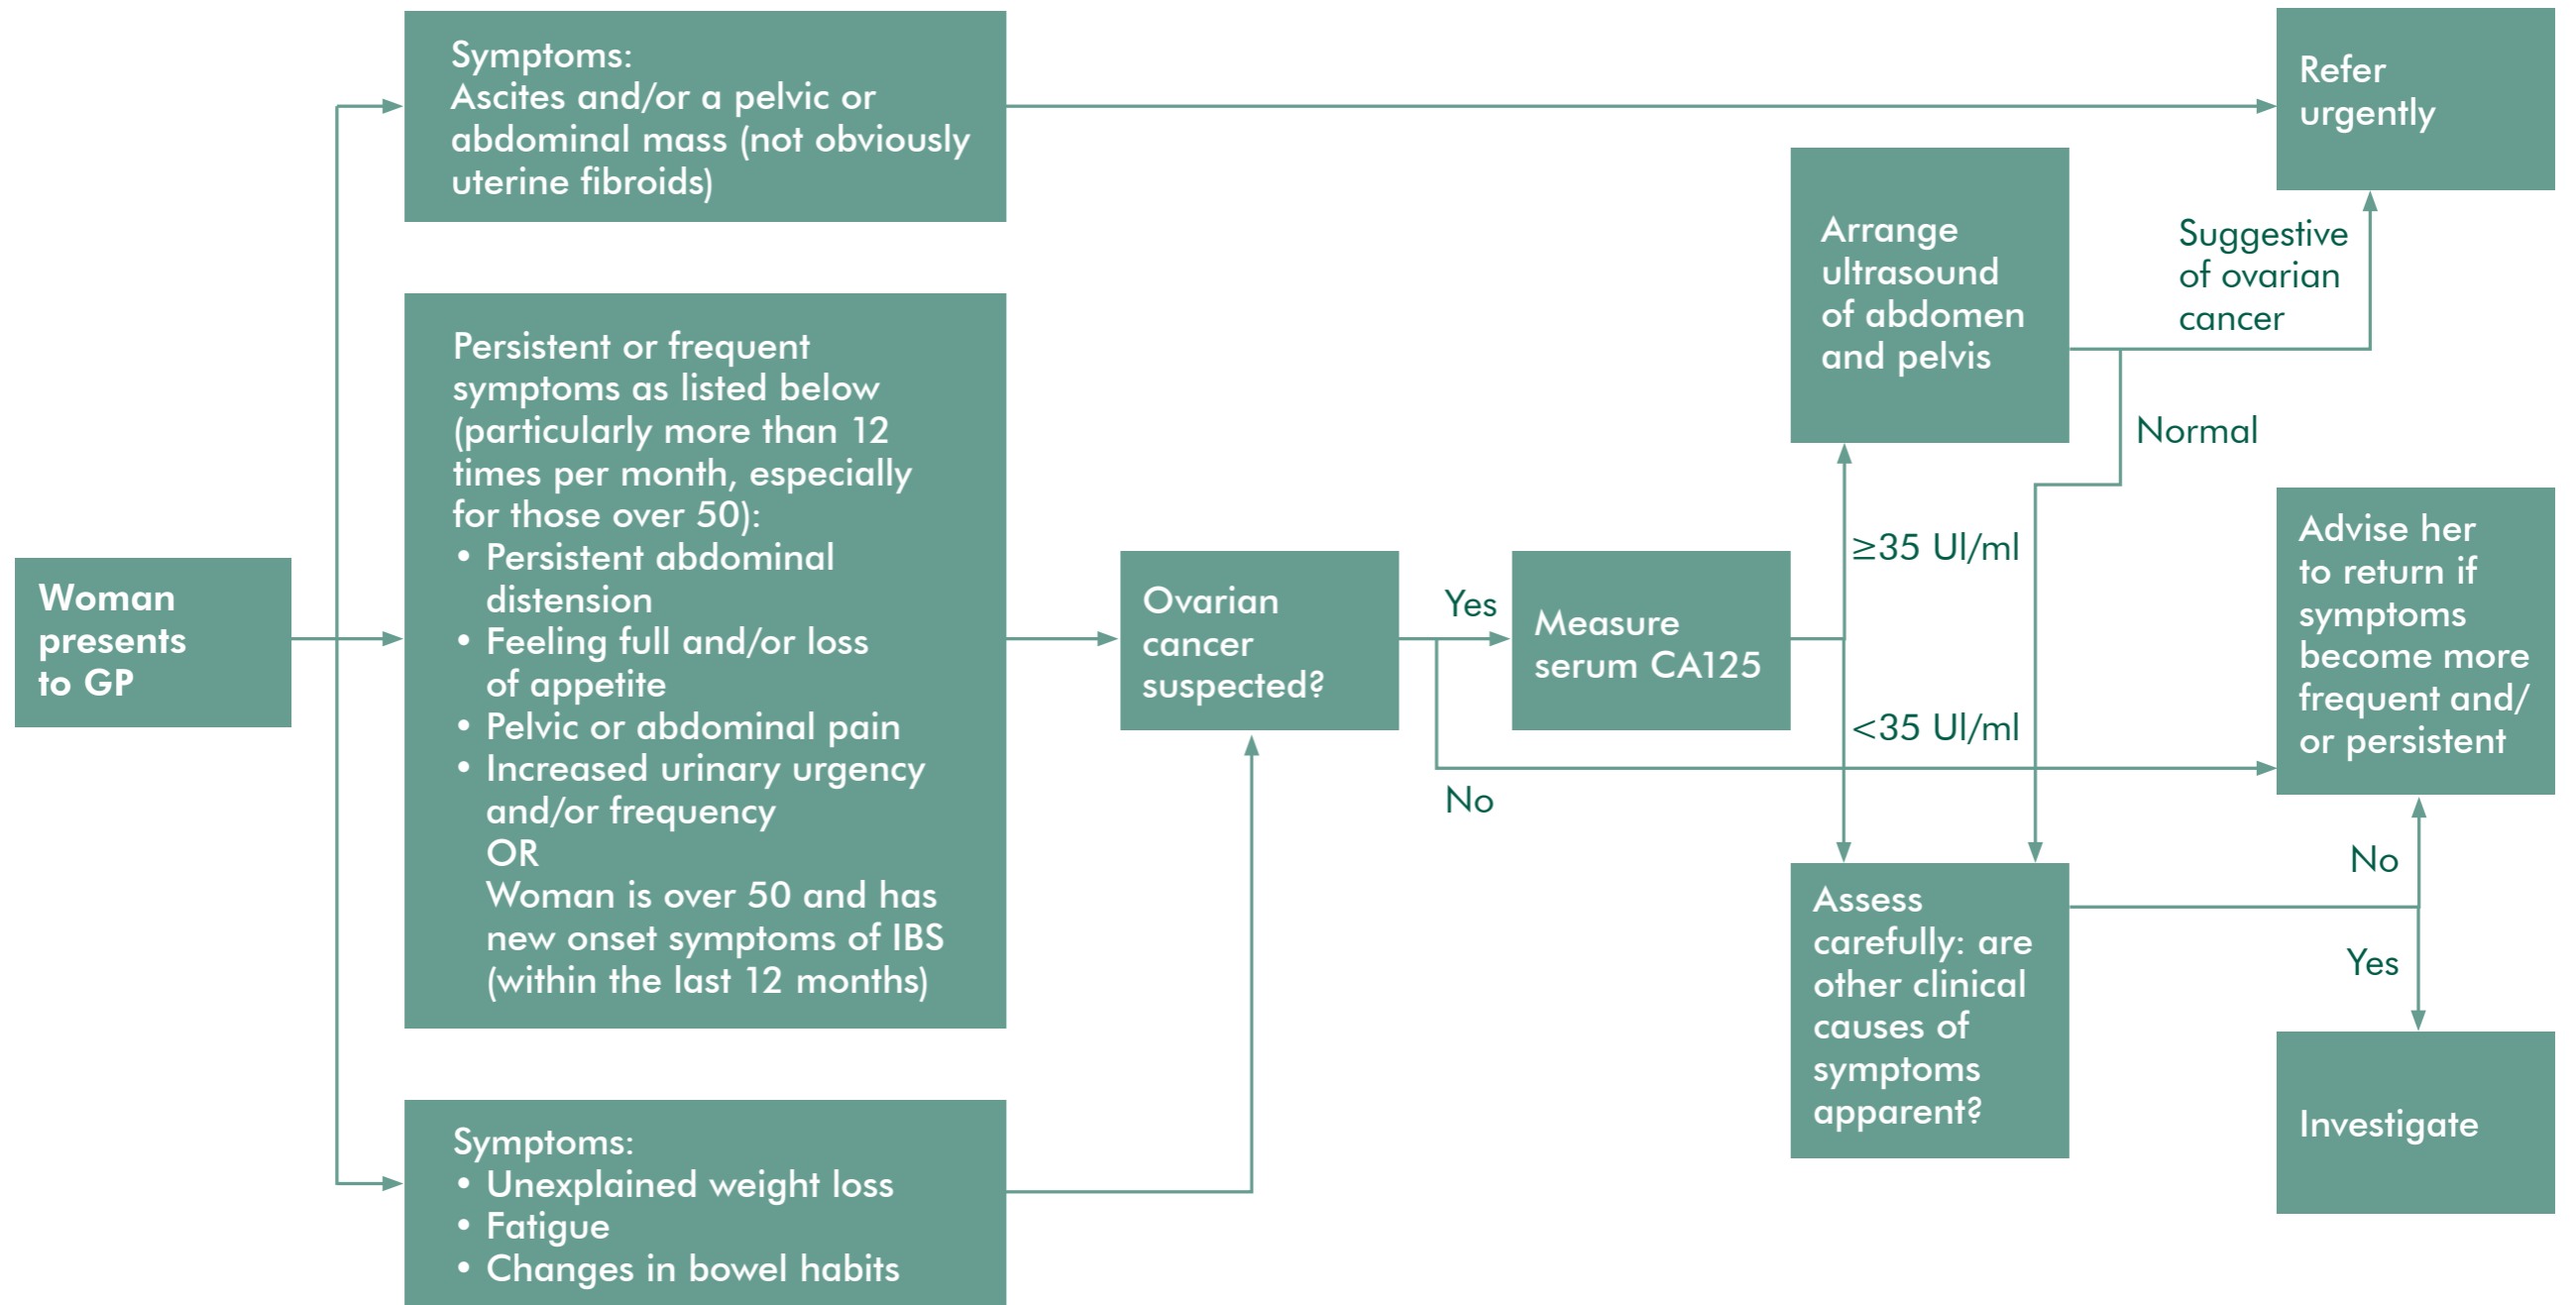 Woman
presents
to GP
Symptoms:
Ascites and/or a pelvic or
abdominal mass (not obviously
uterine fibroids)
Persistent or frequent
symptoms as listed below
(particularly more than 12
times per month, especially
for those over 50):
• Persistent abdominal
distension
• Feeling full and/or loss
of appetite
• Pelvic or abdominal pain
• Increased urinary urgency
and/or frequency
OR
Woman is over 50 and has
new onset symptoms of IBS
(within the last 12 months)
Symptoms:
• Unexplained weight loss
• Fatigue
• Changes in bowel habits
Ovarian
cancer
suspected?
Yes
No
Measure
serum CA125
≥35 Ul/ml
<35 Ul/ml
Arrange
ultrasound
of abdomen
and pelvis
Suggestive
of ovarian
cancer
Normal
Refer
urgently
Assess
carefully: are
other clinical
causes of
symptoms
apparent?
No
Yes
Advise her
to return if
symptoms
become more
frequent and/
or persistent
Investigate